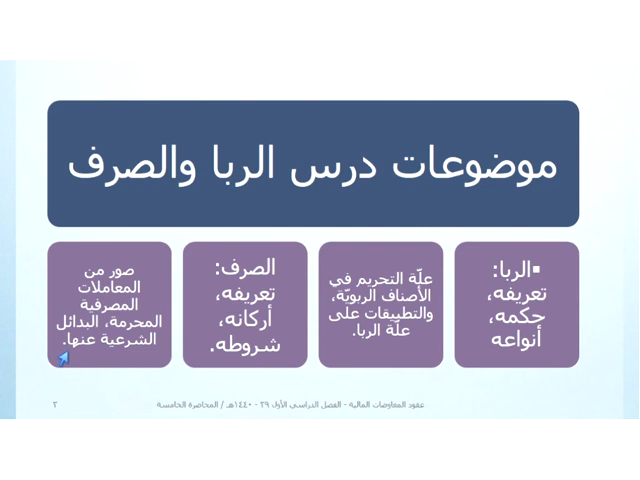 موضوعات درس الربا والصرف
▪الربا:
تعريفه،
حكمه،
أنواعه
علّة التحريم في
الأصناف الربويّة،
والتطبيقات على
علّة الربا.
الصرف:
تعريفه،
أركانه،
شروطه.
صور من
المعاملات
المصرفية
المحرمة، البدائل
الشرعية عنها.
عقود المعاوضات المالية - الفصل الدراسي الأول ٣٩ - ١٤٤٠هـ / المحاضرة الخامسة
٢